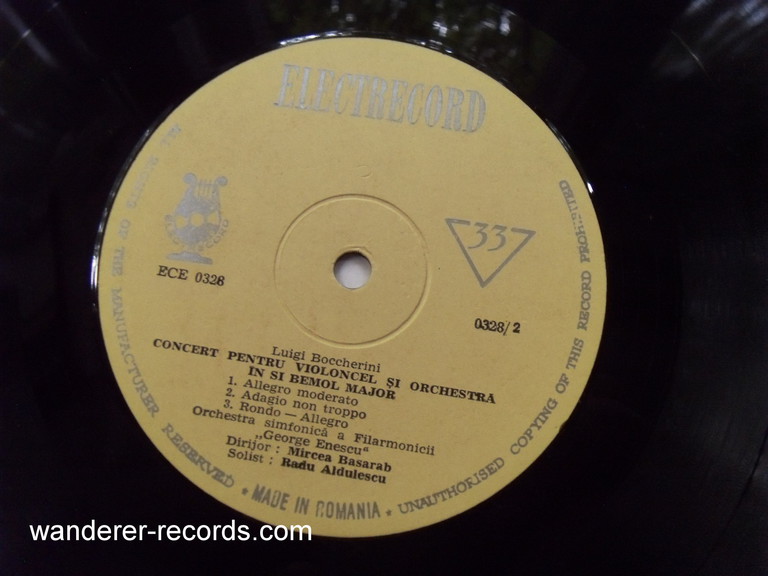 ELECTRECORD
ALL RIGHTS OF THE MANUFACTURER RESERVED * MADE IN ROMANIA * UNAUTHORISED COPYING OF THIS RECORD PROHIBITED
ELECTRECORD
33
ECE 0328
0328/2
Luigi Boccherini
CONCERT PENTRU VIOLONCEL ȘI ORCHESTRA
IN SI BEMOL MAJOR
1. Allegro moderato
2. Adagio non troppo
3. Rondo — Allegro
Orchestra simfonică a Filarmonicii
„George Enescu“
Dirijor : Mircea Basarab
Solist : Radu Aldulescu
wanderer-records.com